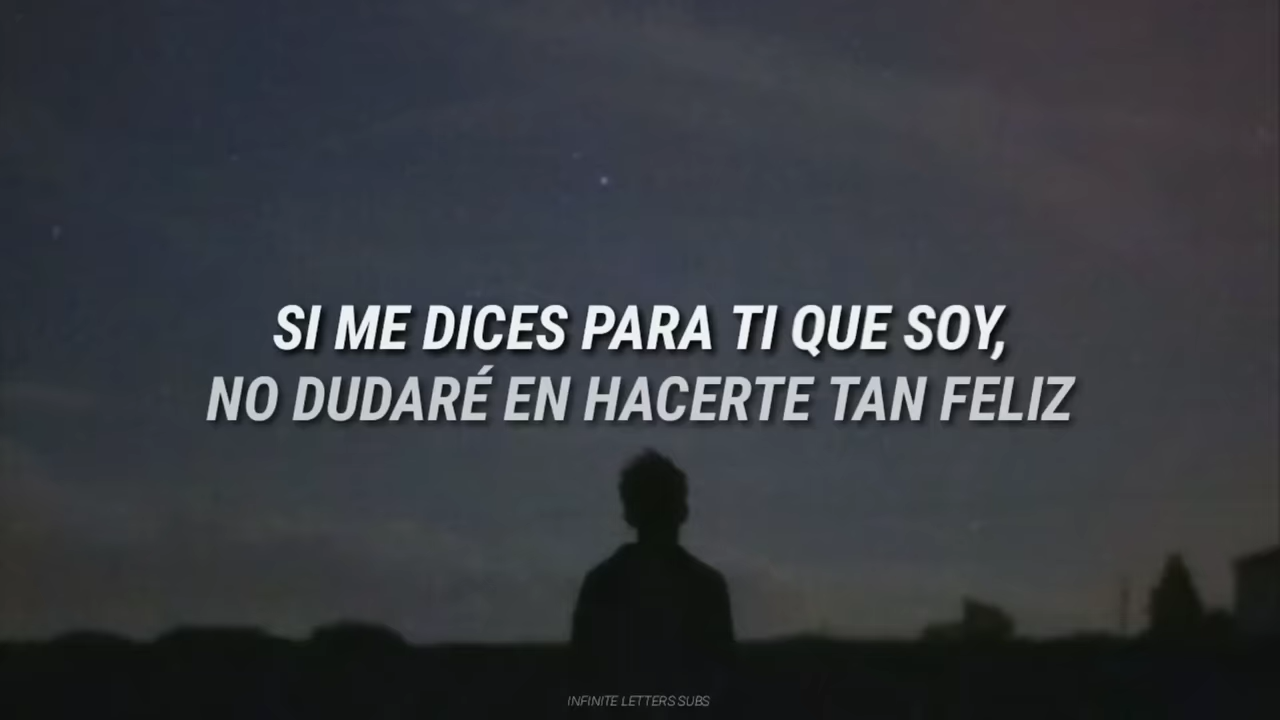 SI ME DICES PARA TI QUE SOY,
NO DUDARÉ EN HACERTE TAN FELIZ
INFINITE LETTERS SUBS